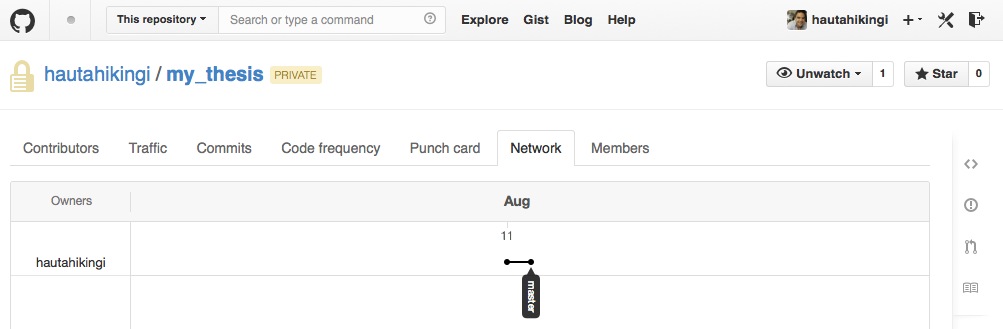 This repository Search or type a command Explore Gist Blog Help hautahikingi
hautahikingi / my_thesis PRIVATE Unwatch 1 Star 0
Contributors Traffic Commits Code frequency Punch card Network Members
Owners Aug
11
hautahikingi
master